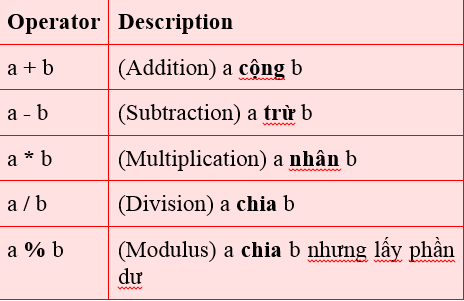 Operator Description
a + b (Addition) a cộng b
a - b (Subtraction) a trừ b
a * b (Multiplication) a nhân b
a / b (Division) a chia b
a % b (Modulus) a chia b nhưng lấy phần
dư